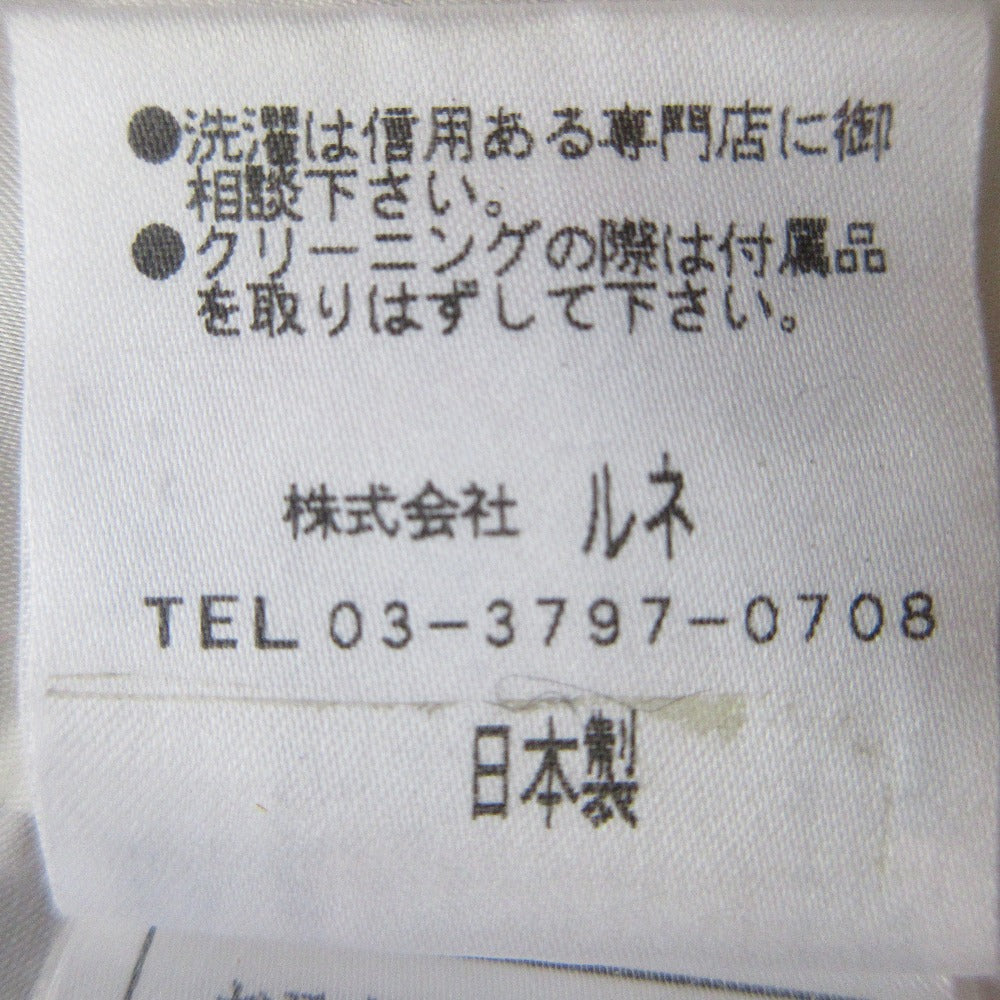 ●洗濯は信用ある専門店に御
相談下さい。
●クリーニングの際は付属品
を取りはずして下さい。
株式会社 ルネ
TEL 03-3797-0708
日本製